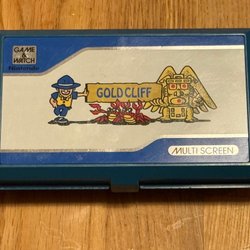 GAME &
WATCH
Nintendo
GOLD CLIFF
MULTI SCREEN